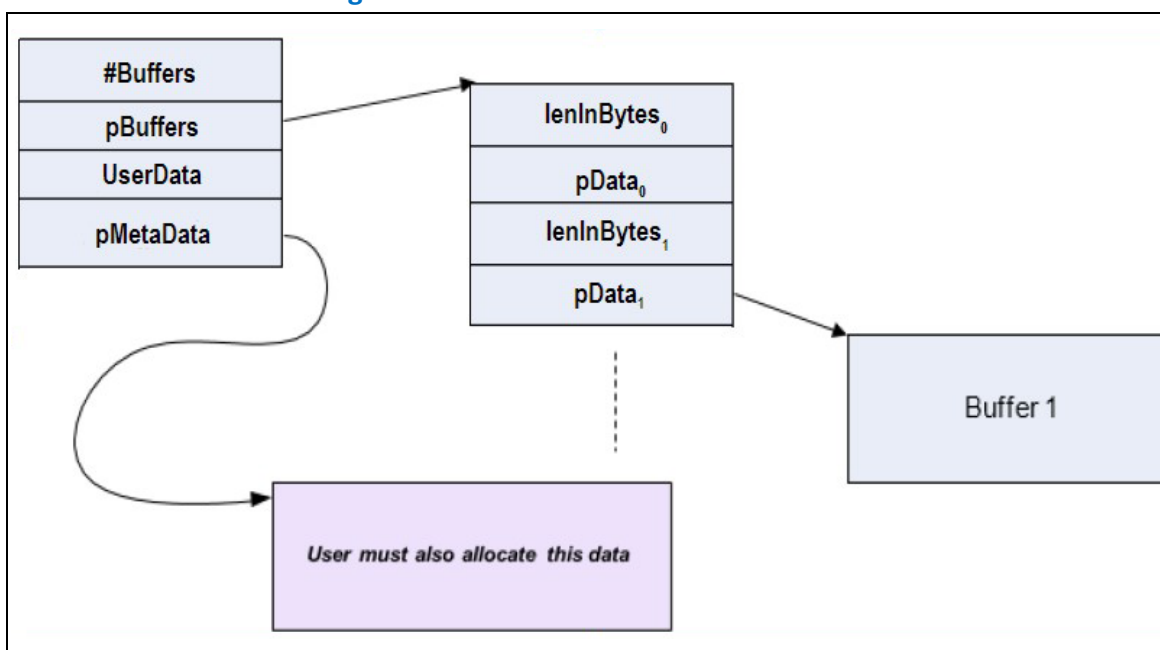 #Buffers
pBuffers
UserData
pMetaData
lenInBytes₀
pData₀
lenInBytes₁
pData₁
Buffer 1
User must also allocate this data